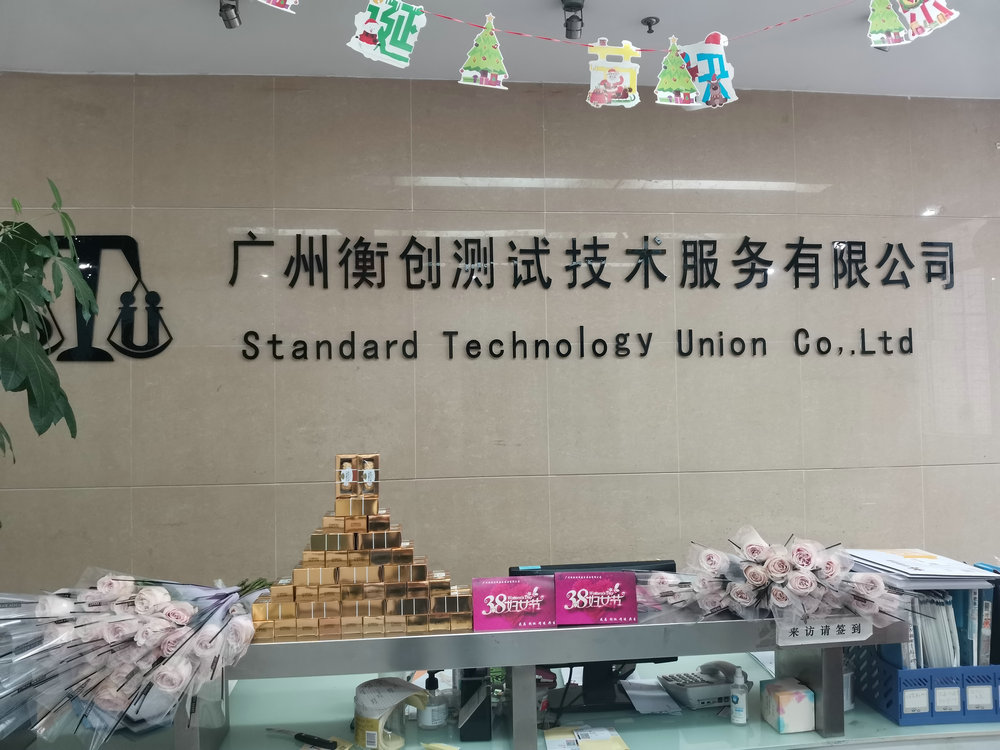 诞
广州衡创测试技术服务有限公司
Standard Technology Union Co,.Ltd
38妇女节
38妇女节
来访请签到